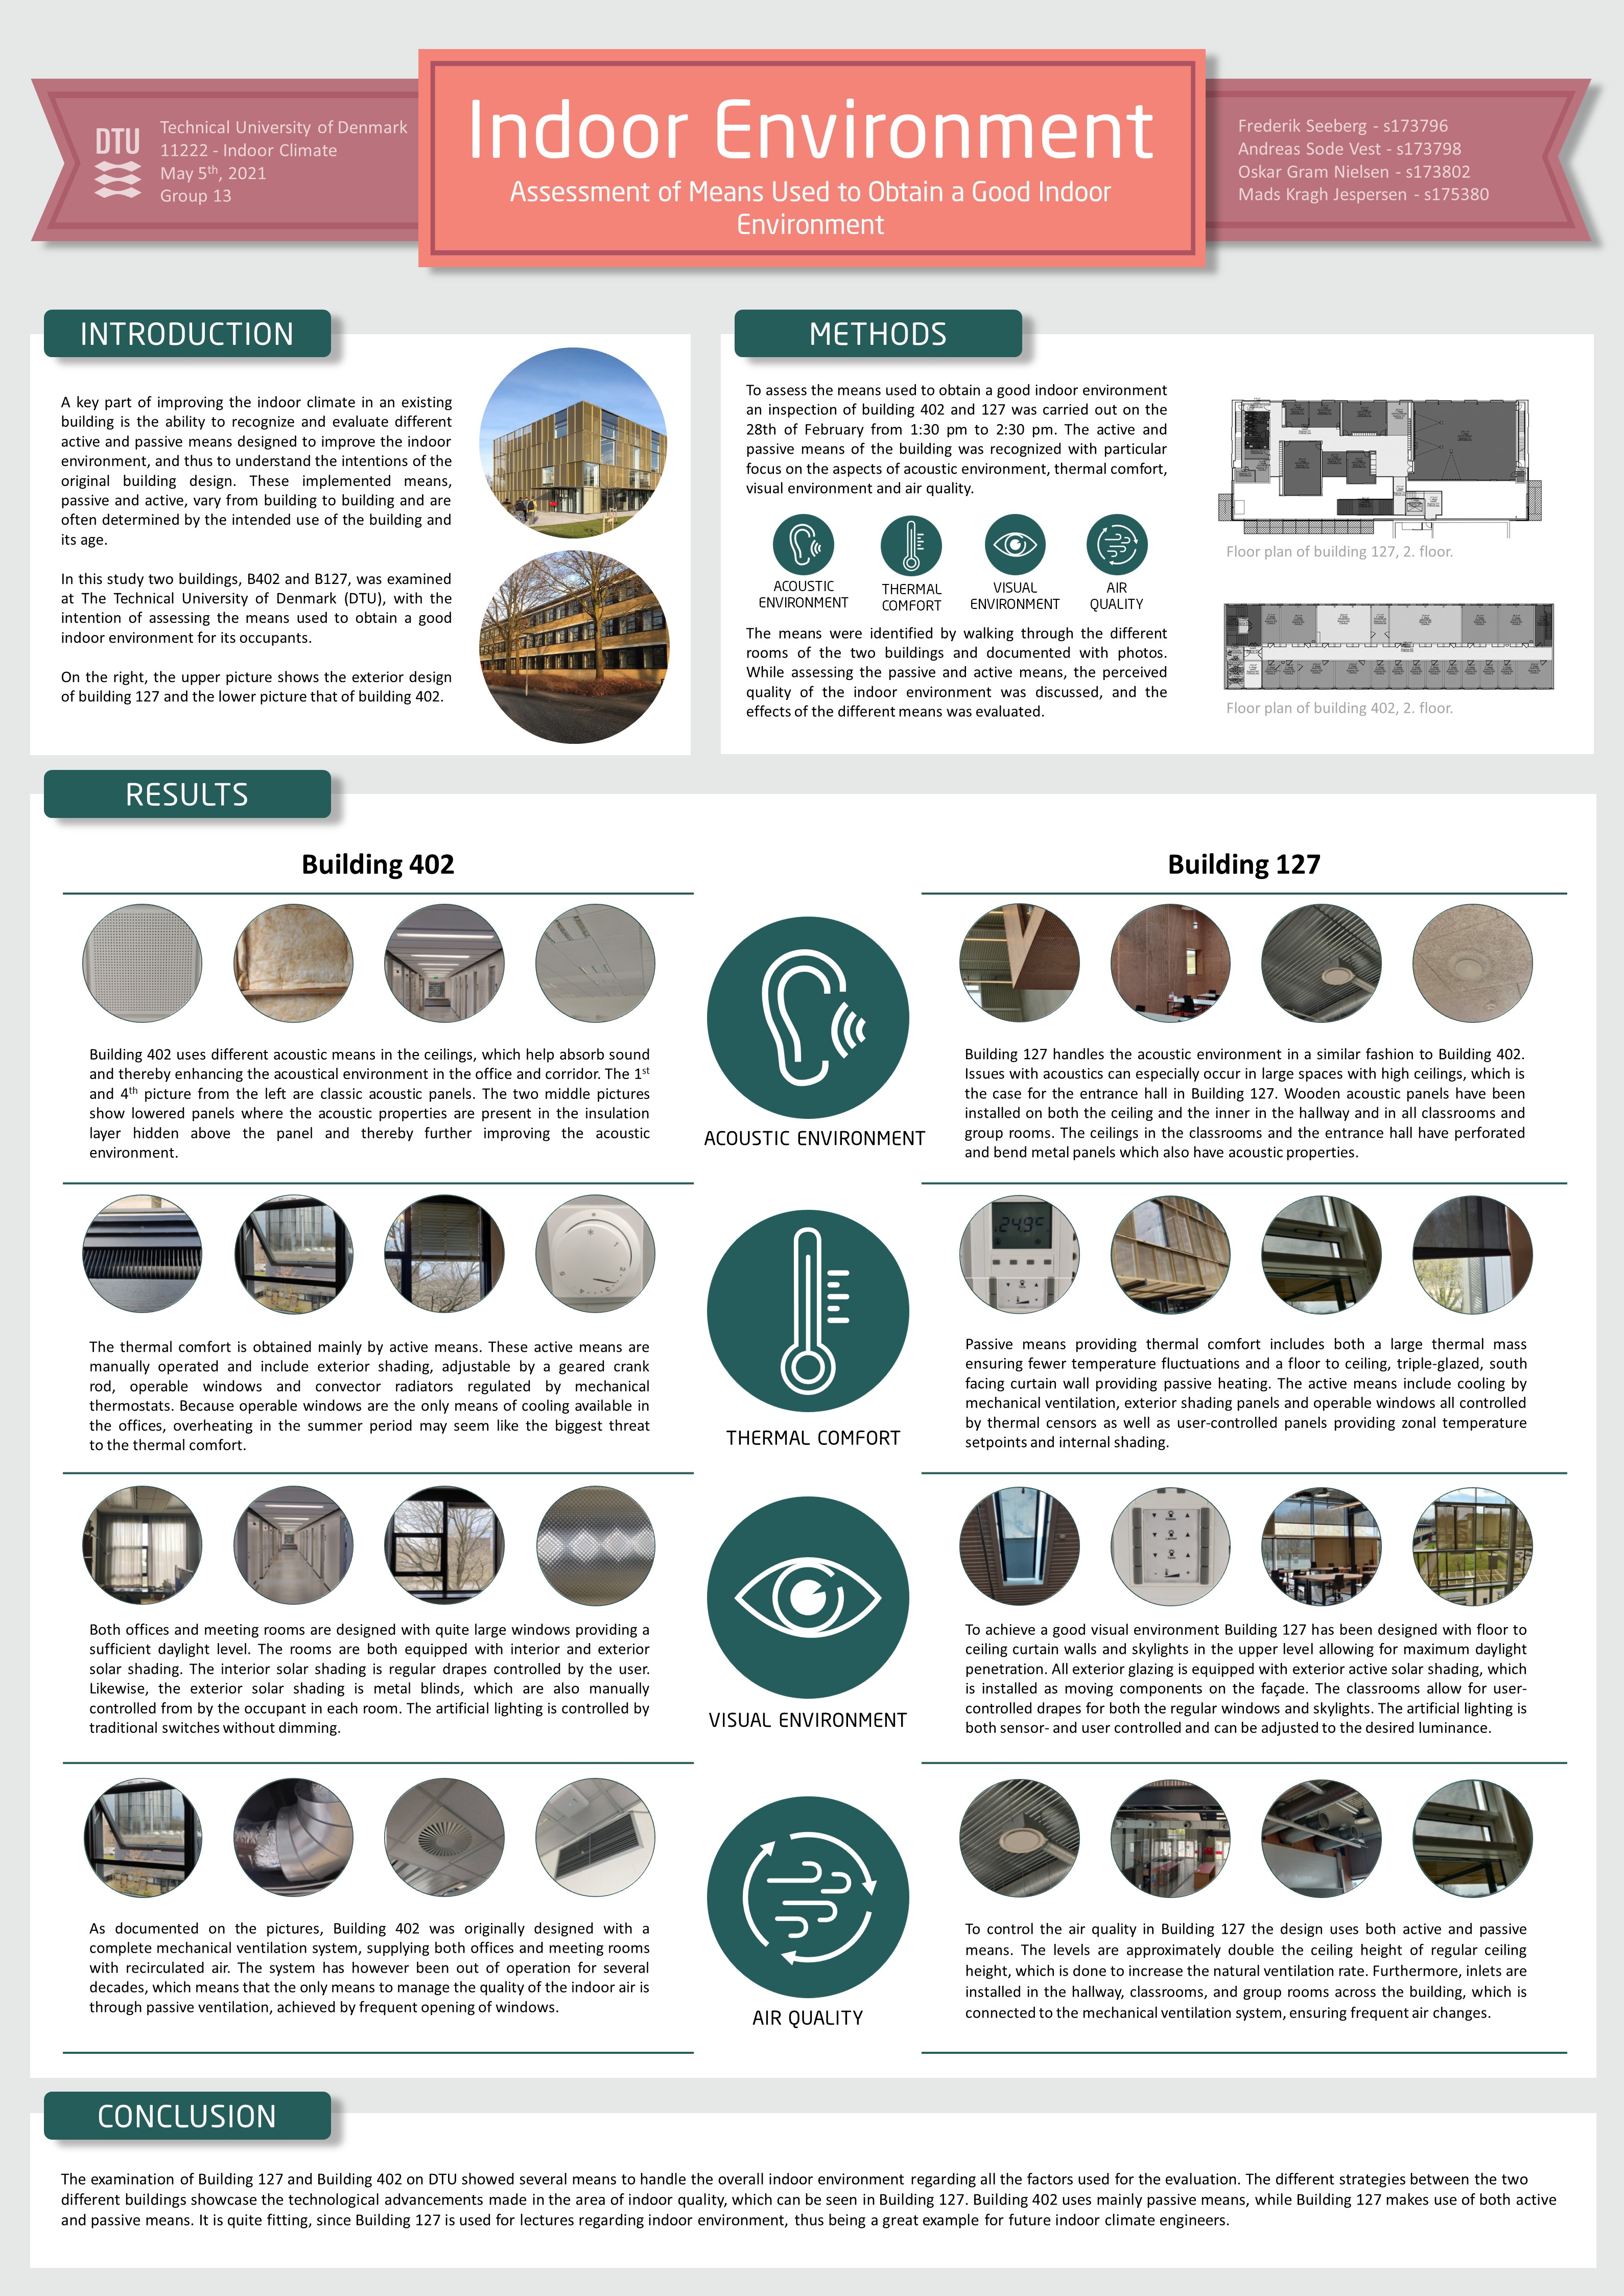 DTU
Technical University of Denmark
11222 - Indoor Climate
May 5th, 2021
Group 13
Indoor Environment
Assessment of Means Used to Obtain a Good Indoor
Environment
Frederik Seeberg - s173796
Andreas Sode Vest - s173798
Oskar Gram Nielsen - s173802
Mads Kragh Jespersen - s175380
INTRODUCTION
A key part of improving the indoor climate in an existing
building is the ability to recognize and evaluate different
active and passive means designed to improve the indoor
environment, and thus to understand the intentions of the
original building design. These implemented means,
passive and active, vary from building to building and are
often determined by the intended use of the building and
its age.
In this study two buildings, B402 and B127, was examined
at The Technical University of Denmark (DTU), with the
intention of assessing the means used to obtain a good
indoor environment for its occupants.
On the right, the upper picture shows the exterior design
of building 127 and the lower picture that of building 402.
METHODS
To assess the means used to obtain a good indoor environment
an inspection of building 402 and 127 was carried out on the
28th of February from 1:30 pm to 2:30 pm. The active and
passive means of the building was recognized with particular
focus on the aspects of acoustic environment, thermal comfort,
visual environment and air quality.
ACOUSTIC
ENVIRONMENT
THERMAL
COMFORT
VISUAL
ENVIRONMENT
AIR
QUALITY
The means were identified by walking through the different
rooms of the two buildings and documented with photos.
While assessing the passive and active means, the perceived
quality of the indoor environment was discussed, and the
effects of the different means was evaluated.
Floor plan of building 127, 2. floor.
Floor plan of building 402, 2. floor.
RESULTS
Building 402
Building 127
Building 402 uses different acoustic means in the ceilings, which help absorb sound
and thereby enhancing the acoustical environment in the office and corridor. The 1st
and 4th picture from the left are classic acoustic panels. The two middle pictures
show lowered panels where the acoustic properties are present in the insulation
layer hidden above the panel and thereby further improving the acoustic
environment.
ACOUSTIC ENVIRONMENT
Building 127 handles the acoustic environment in a similar fashion to Building 402.
Issues with acoustics can especially occur in large spaces with high ceilings, which is
the case for the entrance hall in Building 127. Wooden acoustic panels have been
installed on both the ceiling and the inner in the hallway and in all classrooms and
group rooms. The ceilings in the classrooms and the entrance hall have perforated
and bend metal panels which also have acoustic properties.
24.9c
The thermal comfort is obtained mainly by active means. These active means are
manually operated and include exterior shading, adjustable by a geared crank
rod, operable windows and convector radiators regulated by mechanical
thermostats. Because operable windows are the only means of cooling available in
the offices, overheating in the summer period may seem like the biggest threat
to the thermal comfort.
THERMAL COMFORT
Passive means providing thermal comfort includes both a large thermal mass
ensuring fewer temperature fluctuations and a floor to ceiling, triple-glazed, south
facing curtain wall providing passive heating. The active means include cooling by
mechanical ventilation, exterior shading panels and operable windows all controlled
by thermal censors as well as user-controlled panels providing zonal temperature
setpoints and internal shading.
Both offices and meeting rooms are designed with quite large windows providing a
sufficient daylight level. The rooms are both equipped with interior and exterior
solar shading. The interior solar shading is regular drapes controlled by the user.
Likewise, the exterior solar shading is metal blinds, which are also manually
controlled from by the occupant in each room. The artificial lighting is controlled by
traditional switches without dimming.
VISUAL ENVIRONMENT
To achieve a good visual environment Building 127 has been designed with floor to
ceiling curtain walls and skylights in the upper level allowing for maximum daylight
penetration. All exterior glazing is equipped with exterior active solar shading, which
is installed as moving components on the façade. The classrooms allow for user-
controlled drapes for both the regular windows and skylights. The artificial lighting is
both sensor- and user controlled and can be adjusted to the desired luminance.
As documented on the pictures, Building 402 was originally designed with a
complete mechanical ventilation system, supplying both offices and meeting rooms
with recirculated air. The system has however been out of operation for several
decades, which means that the only means to manage the quality of the indoor air is
through passive ventilation, achieved by frequent opening of windows.
AIR QUALITY
To control the air quality in Building 127 the design uses both active and passive
means. The levels are approximately double the ceiling height of regular ceiling
height, which is done to increase the natural ventilation rate. Furthermore, inlets are
installed in the hallway, classrooms, and group rooms across the building, which is
connected to the mechanical ventilation system, ensuring frequent air changes.
CONCLUSION
The examination of Building 127 and Building 402 on DTU showed several means to handle the overall indoor environment regarding all the factors used for the evaluation. The different strategies between the two
different buildings showcase the technological advancements made in the area of indoor quality, which can be seen in Building 127. Building 402 uses mainly passive means, while Building 127 makes use of both active
and passive means. It is quite fitting, since Building 127 is used for lectures regarding indoor environment, thus being a great example for future indoor climate engineers.